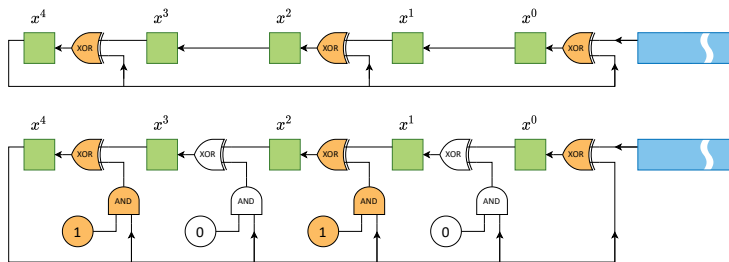 x⁴ x³ x² x¹ x⁰
XOR XOR XOR
x⁴ x³ x² x¹ x⁰
XOR XOR XOR XOR XOR
AND AND AND AND
1 0 1 0